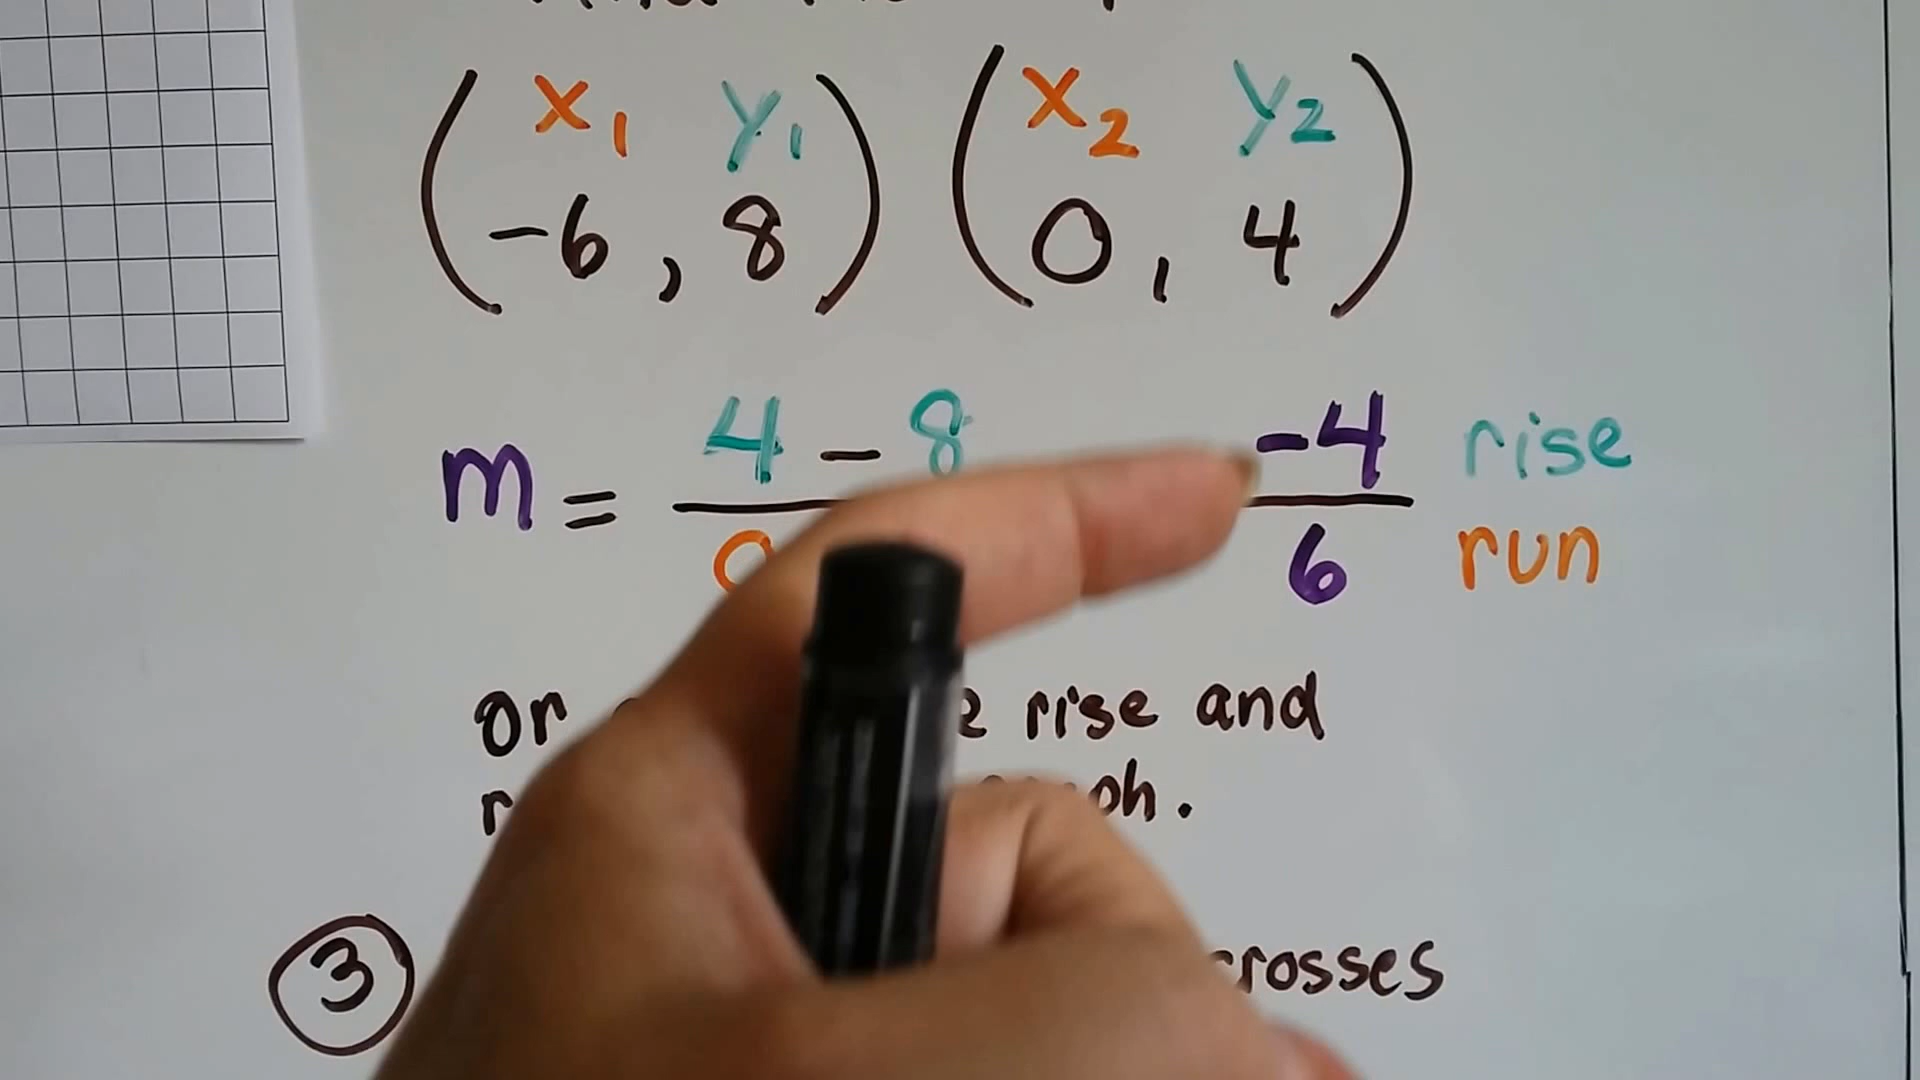 x₁ y₁ x₂ y₂
(-6, 8) (0, 4)
m = 4 - 8 -4 rise
0 6 run
or rise and
crosses
3